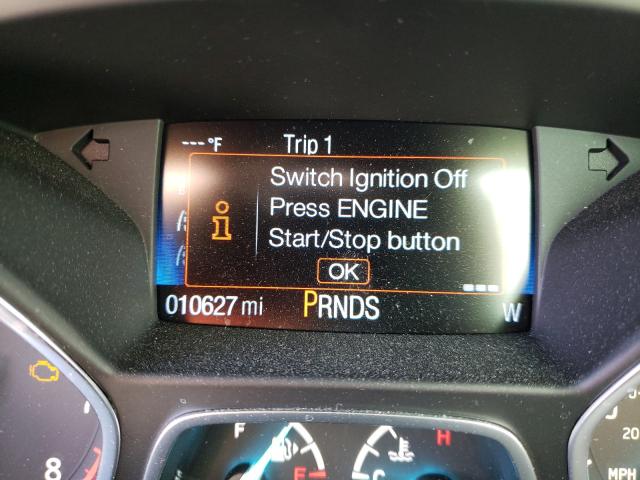 ---°F Trip 1
Switch Ignition Off
Press ENGINE
Start/Stop button
OK
010627 mi PRNDS W
F H
8 E C 20
MPH